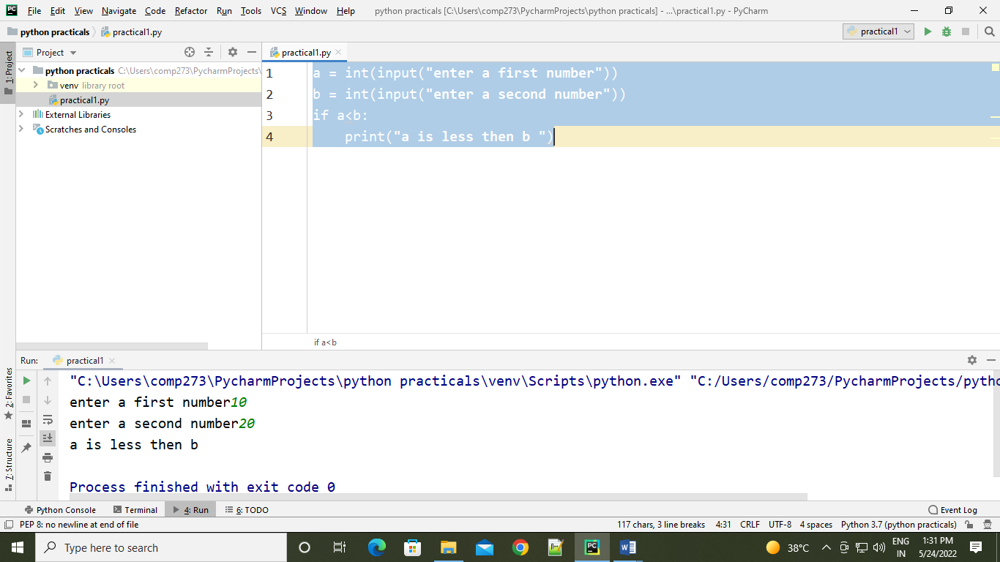 File Edit View Navigate Code Refactor Run Tools VCS Window Help python practicals [C:\Users\comp273\PycharmProjects\python practicals] - ...\practical1.py - PyCharm
python practicals practical1.py practical1
1: Project
Project
practical1.py
python practicals C:\Users\comp273\PycharmProjects\
venv library root
practical1.py
External Libraries
Scratches and Consoles
1 a = int(input("enter a first number"))
2 b = int(input("enter a second number"))
3 if a<b:
4 print("a is less then b ")
if a<b
Run: practical1
2: Favorites
7: Structure
"C:\Users\comp273\PycharmProjects\python practicals\venv\Scripts\python.exe" "C:/Users/comp273/PycharmProjects/pytho
enter a first number10
enter a second number20
a is less then b
Process finished with exit code 0
Python Console Terminal 4: Run 6: TODO Event Log
PEP 8: no newline at end of file 117 chars, 3 line breaks 4:31 CRLF UTF-8 4 spaces Python 3.7 (python practicals)
Type here to search
38°C
ENG
IN
1:31 PM
5/24/2022